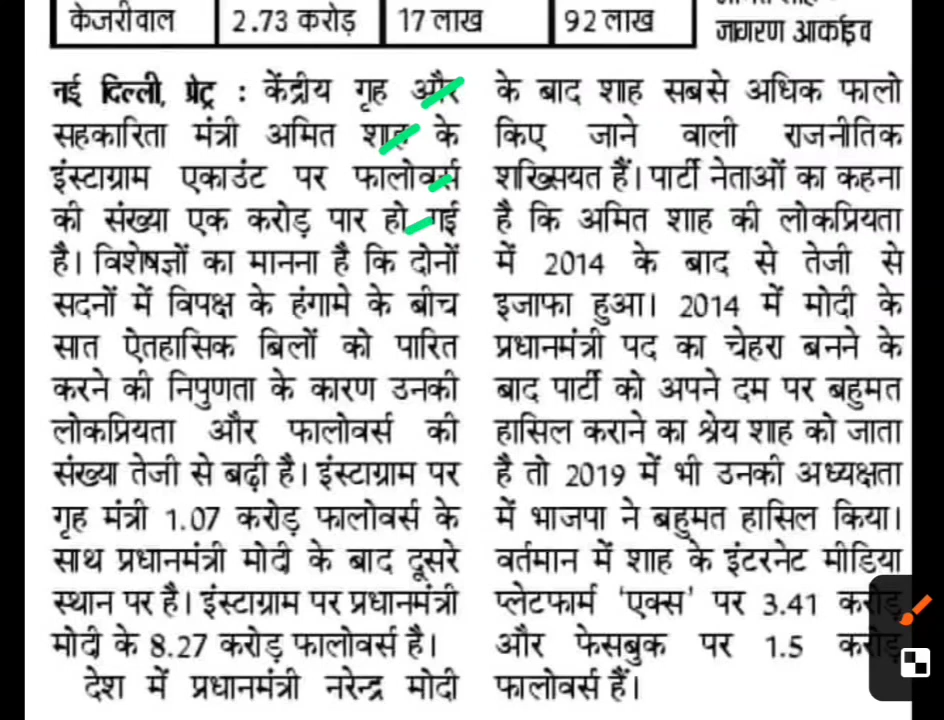 केजरीवाल 2.73 करोड़ 17 लाख 92 लाख
जागरण आर्काइव
नई दिल्ली, प्रेट्र : केंद्रीय गृह और
सहकारिता मंत्री अमित शाह के
इंस्टाग्राम एकाउंट पर फालोवर्स
की संख्या एक करोड़ पार हो गई
है। विशेषज्ञों का मानना है कि दोनों
सदनों में विपक्ष के हंगामे के बीच
सात ऐतहासिक बिलों को पारित
करने की निपुणता के कारण उनकी
लोकप्रियता और फालोवर्स की
संख्या तेजी से बढ़ी है। इंस्टाग्राम पर
गृह मंत्री 1.07 करोड़ फालोवर्स के
साथ प्रधानमंत्री मोदी के बाद दूसरे
स्थान पर है। इंस्टाग्राम पर प्रधानमंत्री
मोदी के 8.27 करोड़ फालोवर्स है।
देश में प्रधानमंत्री नरेन्द्र मोदी
के बाद शाह सबसे अधिक फालो
किए जाने वाली राजनीतिक
शख्सियत हैं। पार्टी नेताओं का कहना
है कि अमित शाह की लोकप्रियता
में 2014 के बाद से तेजी से
इजाफा हुआ। 2014 में मोदी के
प्रधानमंत्री पद का चेहरा बनने के
बाद पार्टी को अपने दम पर बहुमत
हासिल कराने का श्रेय शाह को जाता
है तो 2019 में भी उनकी अध्यक्षता
में भाजपा ने बहुमत हासिल किया।
वर्तमान में शाह के इंटरनेट मीडिया
प्लेटफार्म 'एक्स' पर 3.41 करोड़
और फेसबुक पर 1.5 करोड़
फालोवर्स हैं।